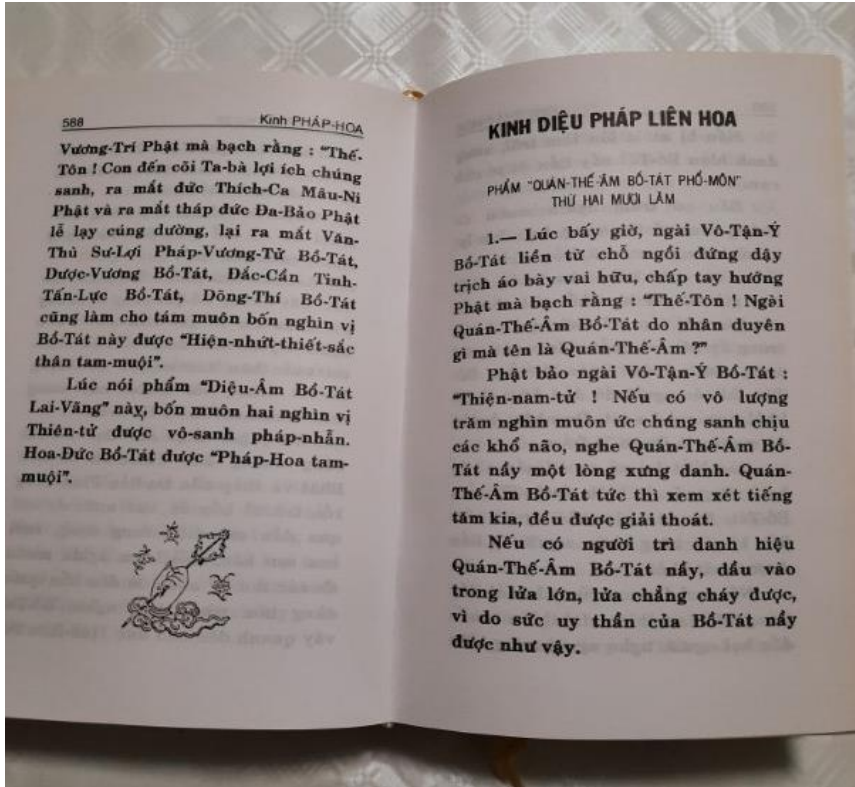 588
Kinh PHÁP-HOA
Vương-Trí Phật mà bạch rằng : “Thế-
Tôn ! Con đến cõi Ta-bà lợi ích chúng
sanh, ra mắt đức Thích-Ca Mâu-Ni
Phật và ra mắt tháp đức Đa-Bảo Phật
lễ lạy cúng dường, lại ra mắt Văn-
Thù Sư-Lợi Pháp-Vương-Tử Bồ-Tát,
Dược-Vương Bồ-Tát, Đắc-Cần Tinh-
Tấn-Lực Bồ-Tát, Dõng-Thí Bồ-Tát
cũng làm cho tám muôn bốn nghìn vị
Bồ-Tát này được “Hiện-nhứt-thiết-sắc
thân tam-muội”.
Lúc nói phẩm “Diệu-Âm Bồ-Tát
Lai-Vãng” này, bốn muôn hai nghìn vị
Thiên-tử được vô-sanh pháp-nhẫn.
Hoa-Đức Bồ-Tát được “Pháp-Hoa tam-
muội”.
KINH DIỆU PHÁP LIÊN HOA
PHẨM “QUÁN-THẾ-ÂM BỒ-TÁT PHỔ-MÔN”
THỨ HAI MƯƠI LĂM
1.— Lúc bấy giờ, ngài Vô-Tận-Ý
Bồ-Tát liền từ chỗ ngồi đứng dậy
trịch áo bày vai hữu, chấp tay hướng
Phật mà bạch rằng : “Thế-Tôn ! Ngài
Quán-Thế-Âm Bồ-Tát do nhân duyên
gì mà tên là Quán-Thế-Âm ?”
Phật bảo ngài Vô-Tận-Ý Bồ-Tát :
“Thiện-nam-tử ! Nếu có vô lượng
trăm nghìn muôn ức chúng sanh chịu
các khổ não, nghe Quán-Thế-Âm Bồ-
Tát nầy một lòng xưng danh. Quán-
Thế-Âm Bồ-Tát tức thì xem xét tiếng
tăm kia, đều được giải thoát.
Nếu có người trì danh hiệu
Quán-Thế-Âm Bồ-Tát nầy, dầu vào
trong lửa lớn, lửa chẳng cháy được,
vì do sức uy thần của Bồ-Tát nầy
được như vậy.